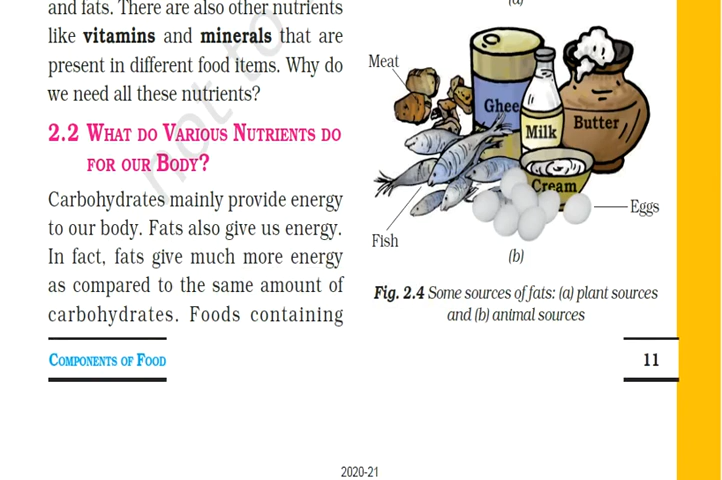 and fats. There are also other nutrients
like vitamins and minerals that are
present in different food items. Why do
we need all these nutrients?
2.2 WHAT DO VARIOUS NUTRIENTS DO
FOR OUR BODY?
Carbohydrates mainly provide energy
to our body. Fats also give us energy.
In fact, fats give much more energy
as compared to the same amount of
carbohydrates. Foods containing
(a)
Meat
Ghee
Milk
Butter
Cream
Eggs
Fish
(b)
Fig. 2.4 Some sources of fats: (a) plant sources
and (b) animal sources
COMPONENTS OF FOOD
11
2020-21
not to